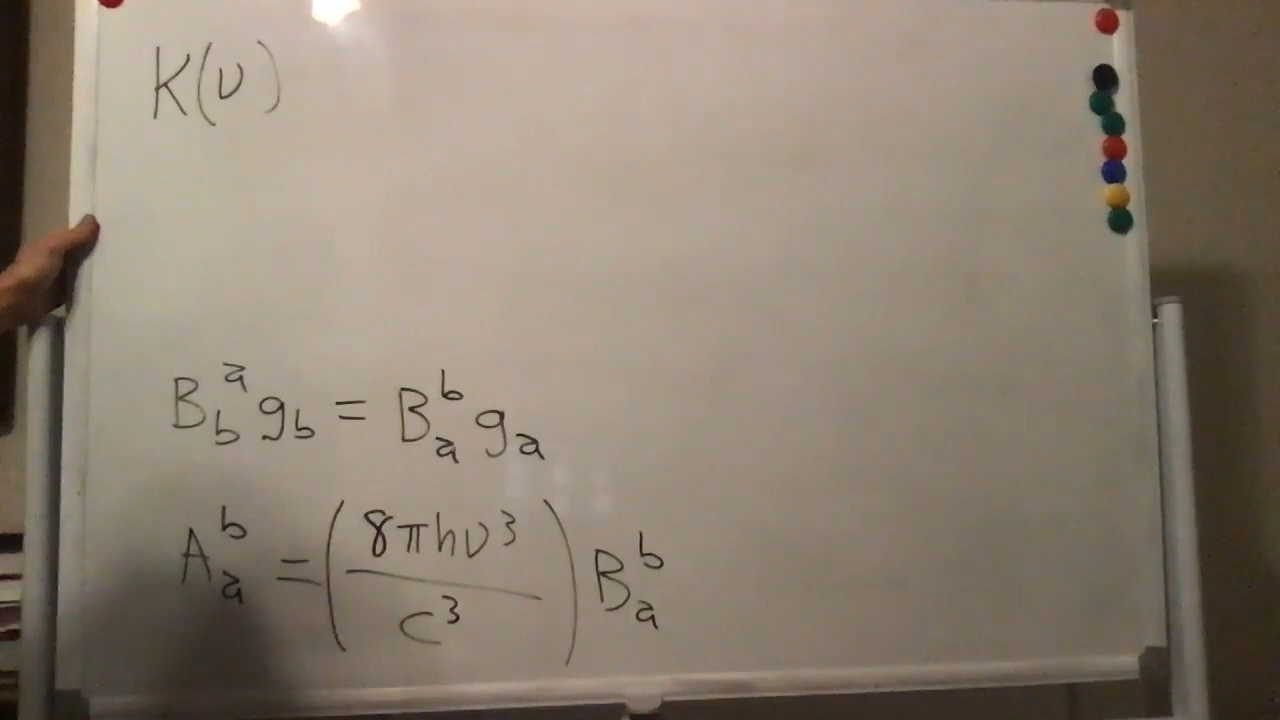 K(ν)
B_b^a g_b = B_a^b g_a
A_a^b = (8πhν³ / c³) B_a^b